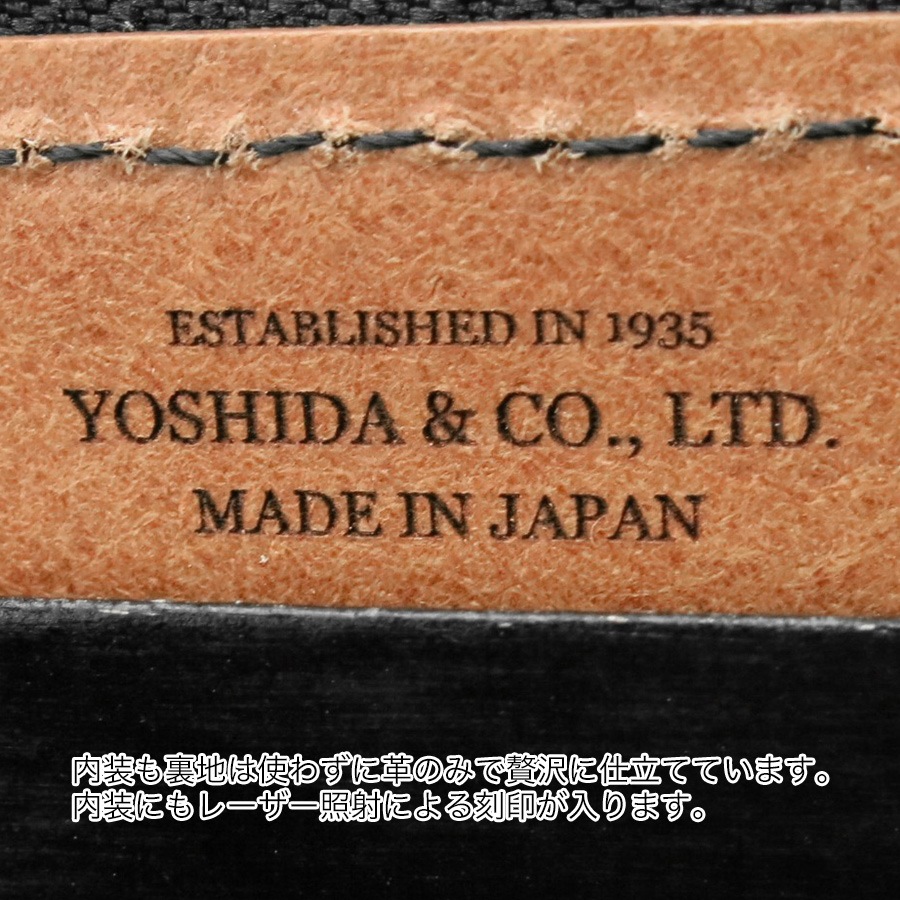 ESTABLISHED IN 1935
YOSHIDA & CO., LTD.
MADE IN JAPAN
内装も裏地は使わずに革のみで贅沢に仕立てています。
内装にもレーザー照射による刻印が入ります。